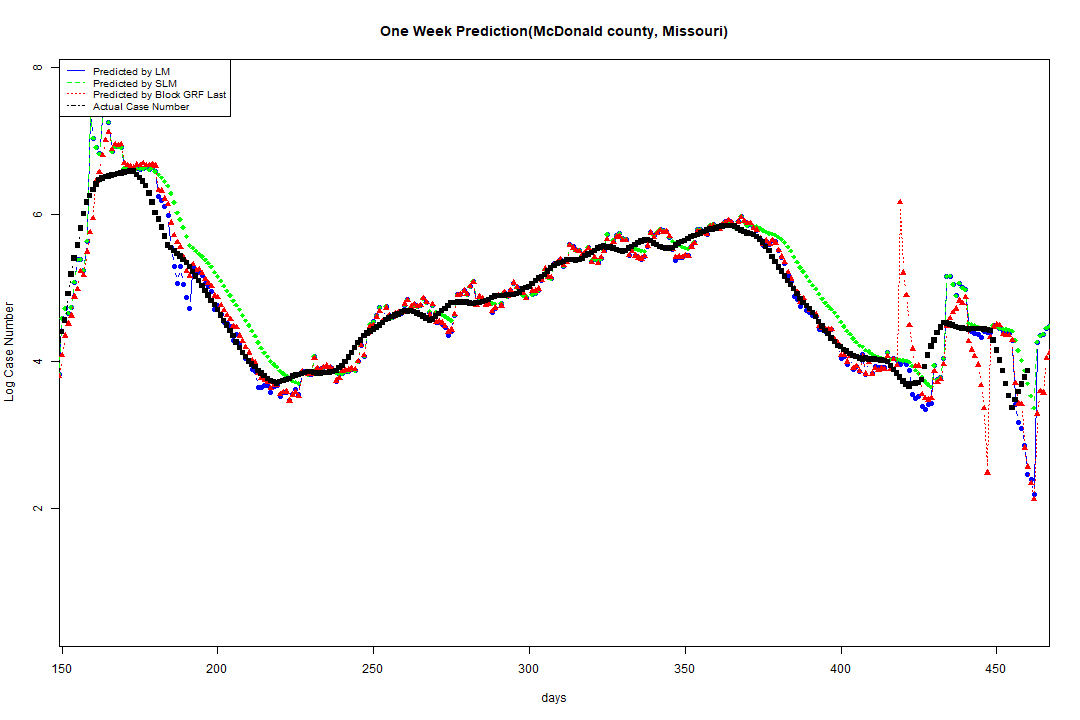 One Week Prediction(McDonald county, Missouri)
Predicted by LM
Predicted by SLM
Predicted by Block GRF Last
Actual Case Number
8
6
4
2
Log Case Number
150 200 250 300 350 400 450
days